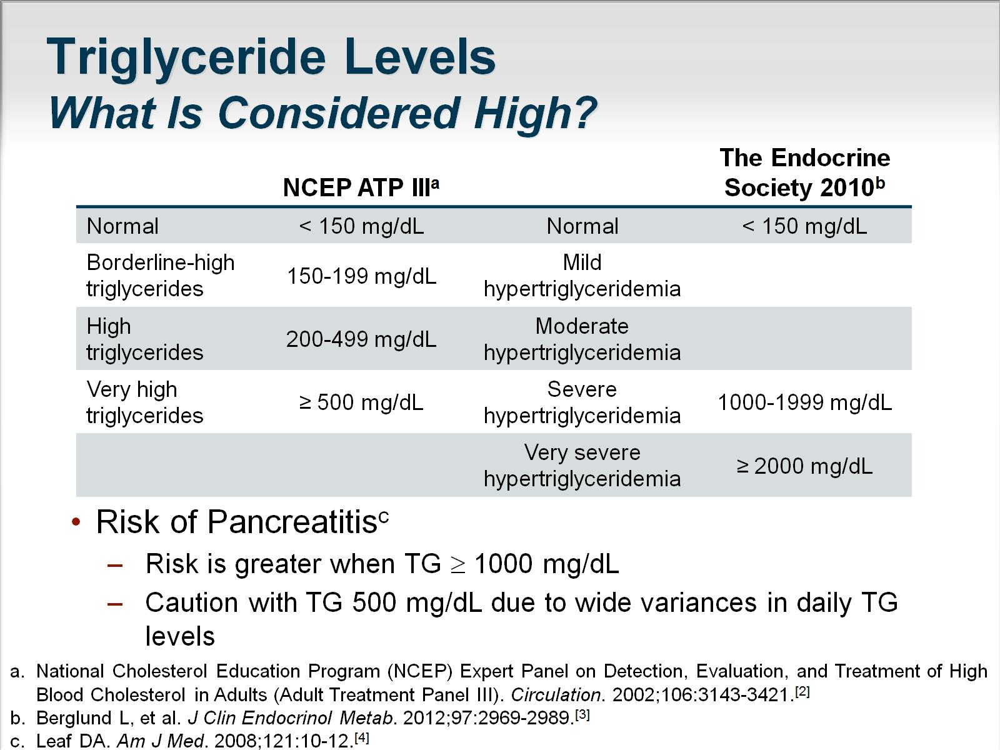 Triglyceride Levels
What Is Considered High?
NCEP ATP IIIa
The Endocrine
Society 2010b
Normal < 150 mg/dL Normal < 150 mg/dL
Borderline-high
triglycerides
150-199 mg/dL
Mild
hypertriglyceridemia
High
triglycerides
200-499 mg/dL
Moderate
hypertriglyceridemia
Very high
triglycerides
≥ 500 mg/dL
Severe
hypertriglyceridemia
1000-1999 mg/dL
Very severe
hypertriglyceridemia
≥ 2000 mg/dL
• Risk of Pancreatitisc
– Risk is greater when TG ≥ 1000 mg/dL
– Caution with TG 500 mg/dL due to wide variances in daily TG
levels
a. National Cholesterol Education Program (NCEP) Expert Panel on Detection, Evaluation, and Treatment of High
Blood Cholesterol in Adults (Adult Treatment Panel III). Circulation. 2002;106:3143-3421.[2]
b. Berglund L, et al. J Clin Endocrinol Metab. 2012;97:2969-2989.[3]
c. Leaf DA. Am J Med. 2008;121:10-12.[4]